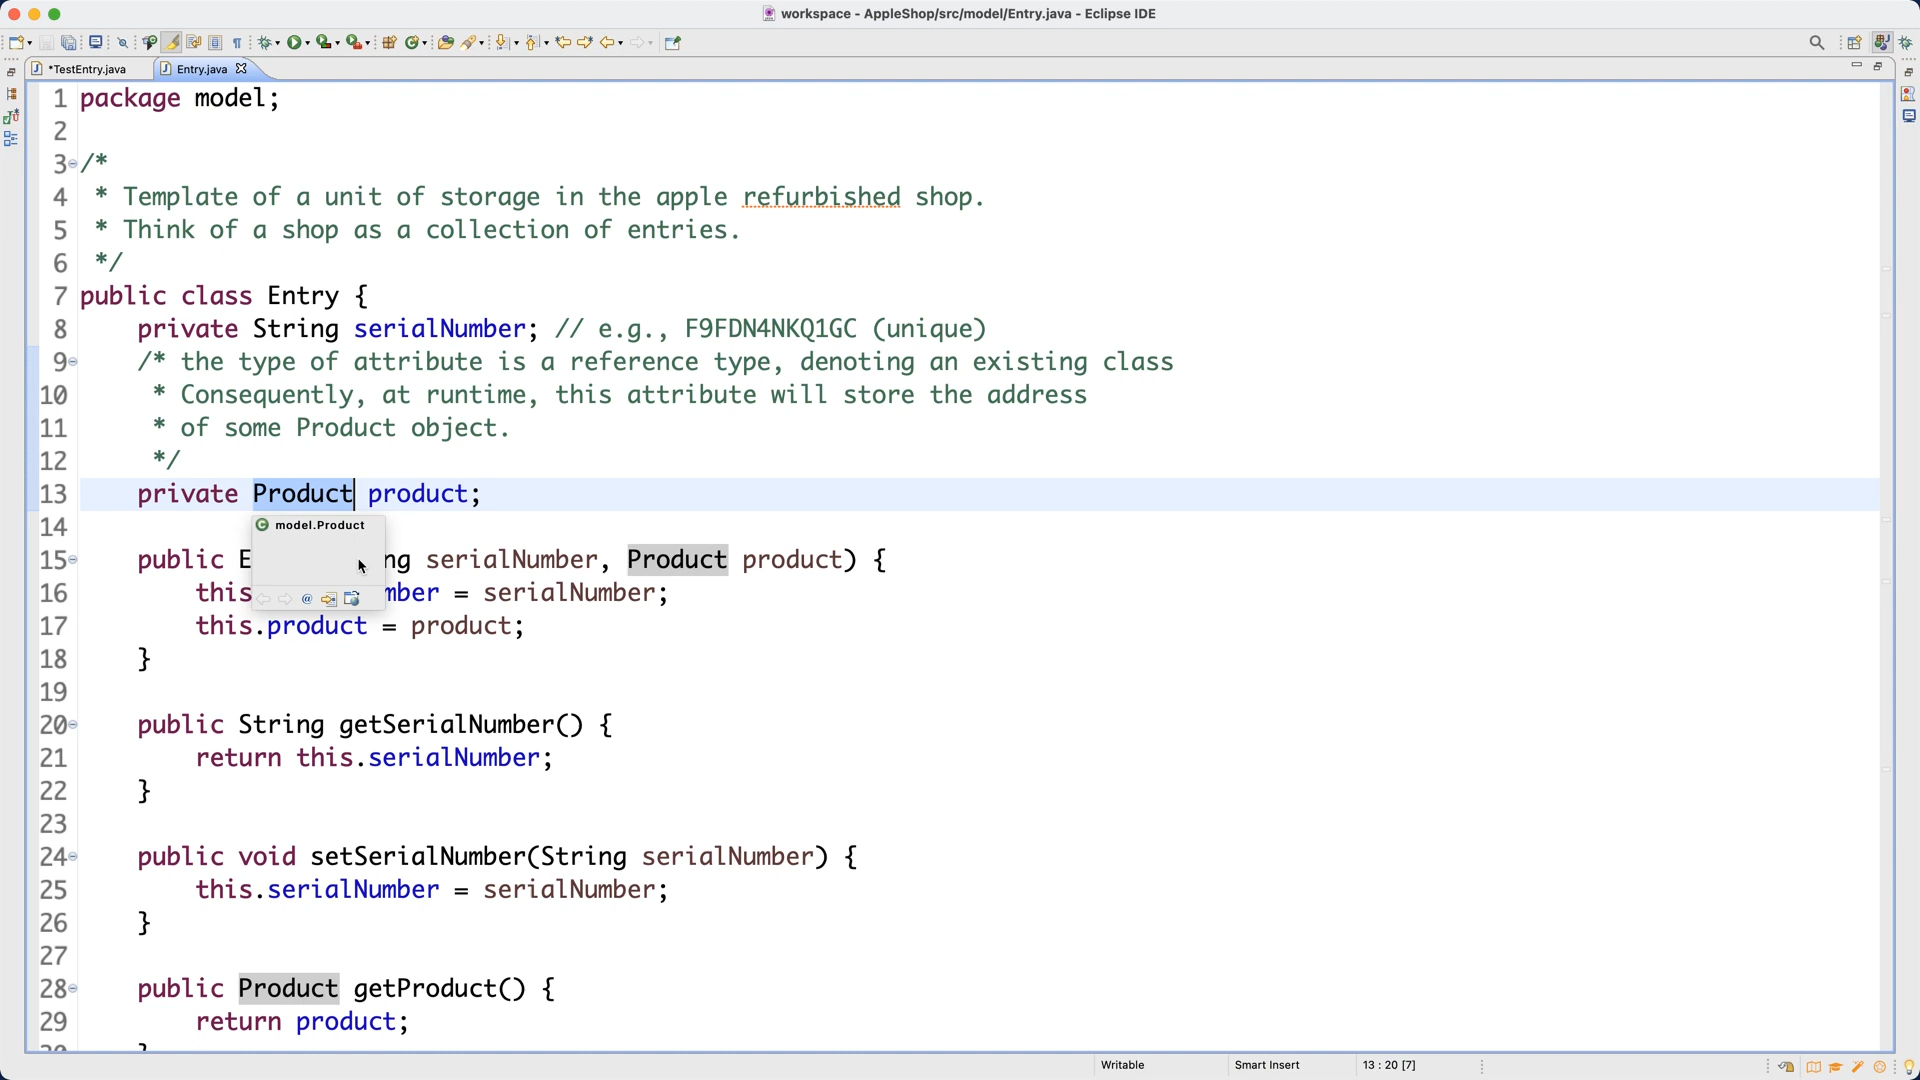 workspace - AppleShop/src/model/Entry.java - Eclipse IDE
*TestEntry.java
Entry.java
1 package model;
2
3 /*
4  * Template of a unit of storage in the apple refurbished shop.
5  * Think of a shop as a collection of entries.
6  */
7 public class Entry {
8     private String serialNumber; // e.g., F9FDN4NKQ1GC (unique)
9     /* the type of attribute is a reference type, denoting an existing class
10     * Consequently, at runtime, this attribute will store the address
11     * of some Product object.
12     */
13    private Product product;
14
model.Product
15    public E ng serialNumber, Product product) {
16        this mber = serialNumber;
@
17        this.product = product;
18    }
19
20    public String getSerialNumber() {
21        return this.serialNumber;
22    }
23
24    public void setSerialNumber(String serialNumber) {
25        this.serialNumber = serialNumber;
26    }
27
28    public Product getProduct() {
29        return product;
Writable
Smart Insert
13 : 20 [7]